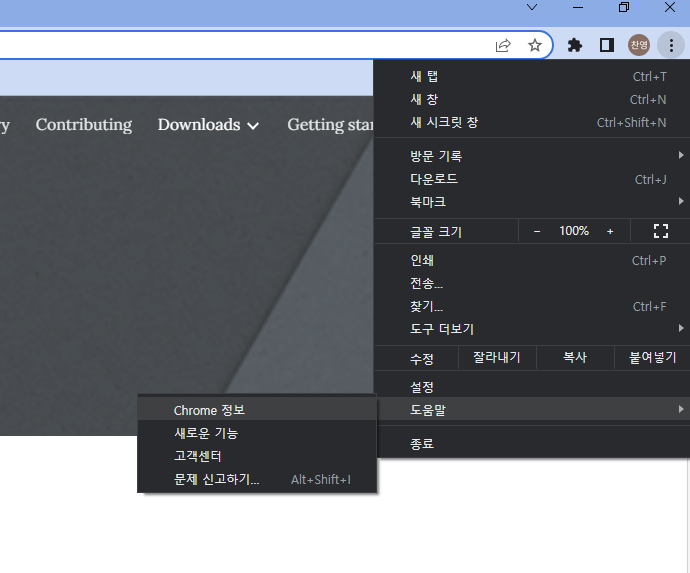 찬영
새 탭 Ctrl+T
새 창 Ctrl+N
새 시크릿 창 Ctrl+Shift+N
Contributing Downloads Getting
방문 기록
다운로드 Ctrl+J
북마크
글꼴 크기 − 100% +
인쇄 Ctrl+P
전송...
찾기... Ctrl+F
도구 더보기
수정 잘라내기 복사 붙여넣기
설정
도움말
Chrome 정보
새로운 기능
고객센터
문제 신고하기... Alt+Shift+I
종료